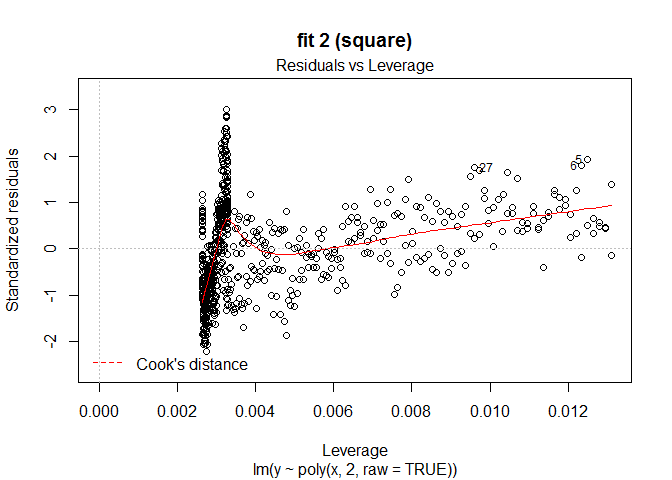 fit 2 (square)
Residuals vs Leverage
3
2
1
0
-1
-2
Standardized residuals
27
5
6
Cook's distance
0.000 0.002 0.004 0.006 0.008 0.010 0.012
Leverage
lm(y ~ poly(x, 2, raw = TRUE))